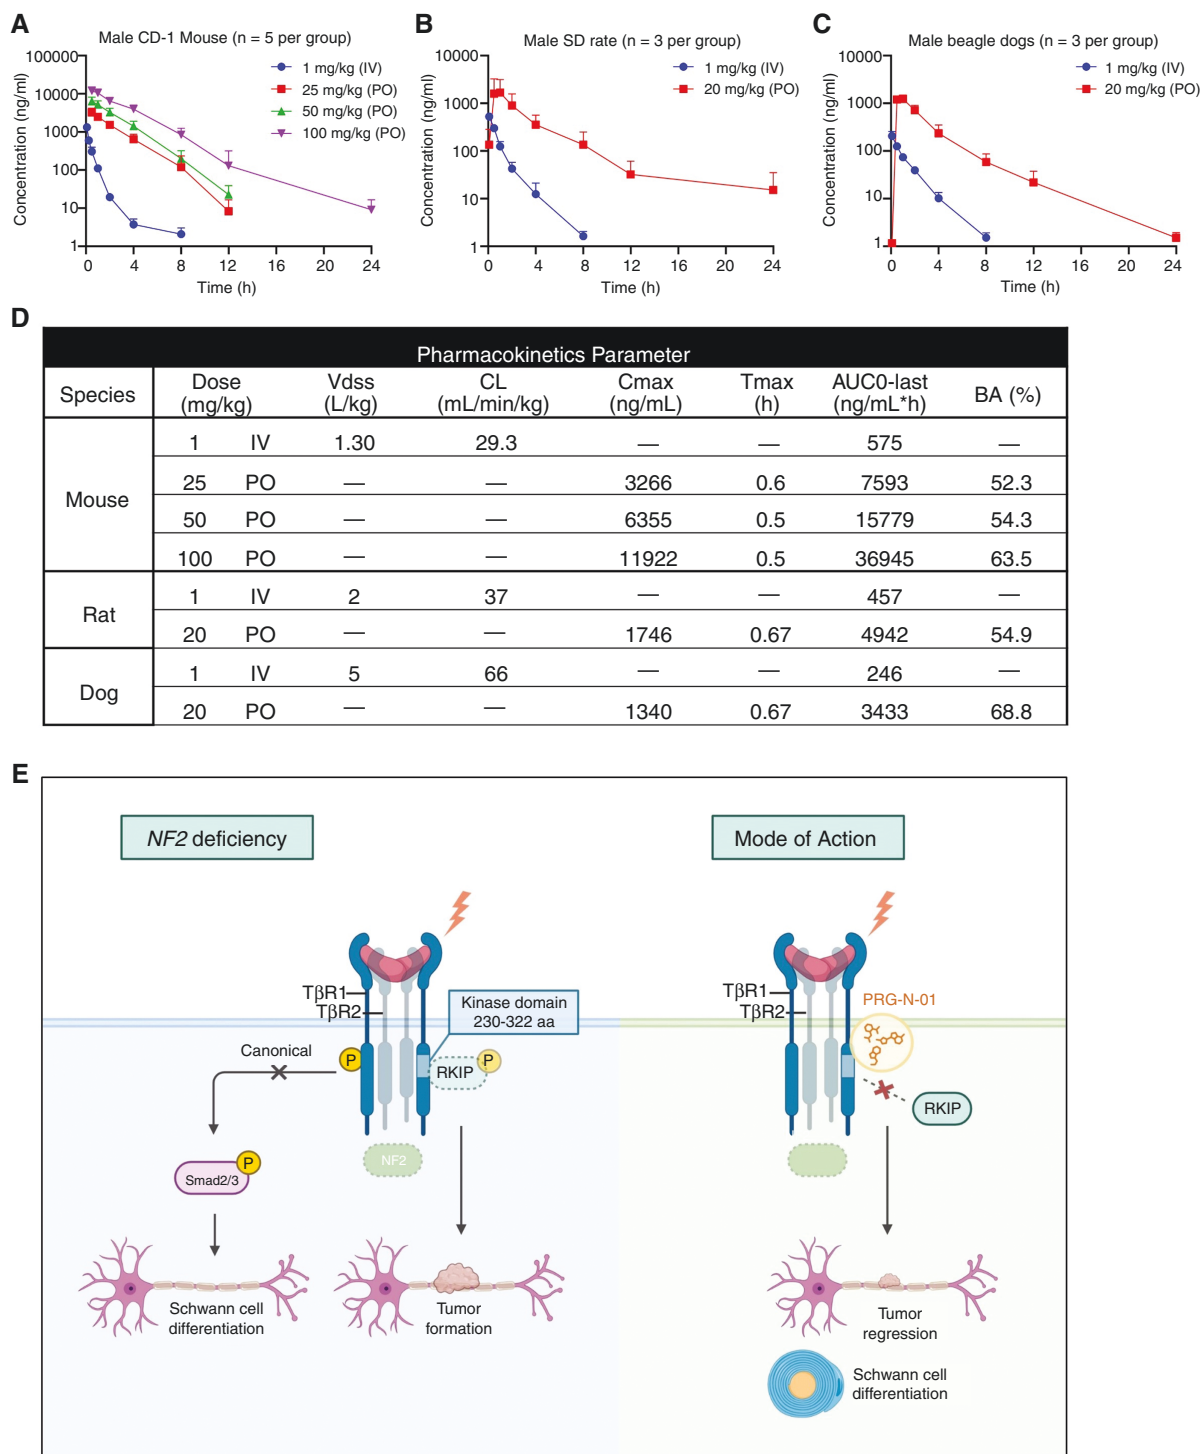 A
Male CD-1 Mouse (n = 5 per group)
Concentration (ng/ml)
100000
10000
1000
100
10
1
0 4 8 12 16 20 24
Time (h)
1 mg/kg (IV)
25 mg/kg (PO)
50 mg/kg (PO)
100 mg/kg (PO)
B
Male SD rate (n = 3 per group)
Concentration (ng/ml)
10000
1000
100
10
1
0 4 8 12 16 20 24
Time (h)
1 mg/kg (IV)
20 mg/kg (PO)
C
Male beagle dogs (n = 3 per group)
Concentration (ng/ml)
10000
1000
100
10
1
0 4 8 12 16 20 24
Time (h)
1 mg/kg (IV)
20 mg/kg (PO)
D
Pharmacokinetics Parameter
Species Dose (mg/kg) Vdss (L/kg) CL (mL/min/kg) Cmax (ng/mL) Tmax (h) AUC0-last (ng/mL*h) BA (%)
Mouse
1 IV 1.30 29.3 — — 575 —
25 PO — — 3266 0.6 7593 52.3
50 PO — — 6355 0.5 15779 54.3
100 PO — — 11922 0.5 36945 63.5
Rat
1 IV 2 37 — — 457 —
20 PO — — 1746 0.67 4942 54.9
Dog
1 IV 5 66 — — 246 —
20 PO — — 1340 0.67 3433 68.8
E
NF2 deficiency
TβR1
TβR2
Kinase domain
230-322 aa
Canonical
P
RKIP
P
NF2
Smad2/3
P
Schwann cell
differentiation
Tumor
formation
Mode of Action
TβR1
TβR2
PRG-N-01
RKIP
Tumor
regression
Schwann cell
differentiation